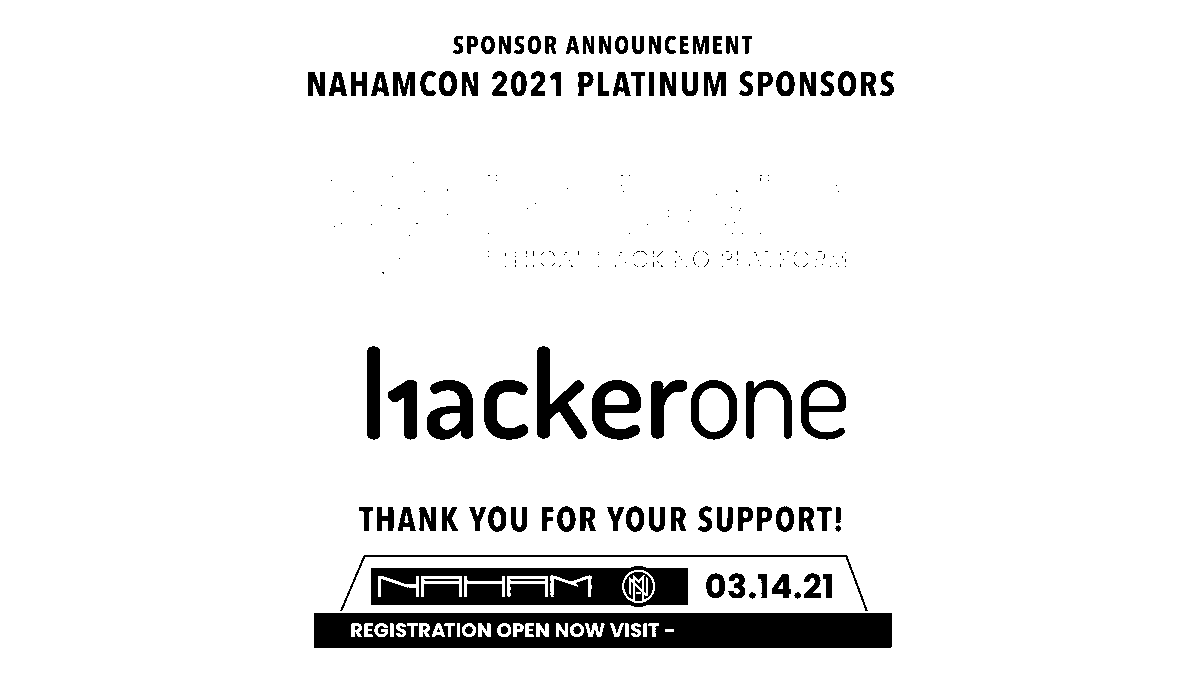 SPONSOR ANNOUNCEMENT
NAHAMCON 2021 PLATINUM SPONSORS
PLATFORM
hackerone
THANK YOU FOR YOUR SUPPORT!
NAHAM 03.14.21
REGISTRATION OPEN NOW VISIT –